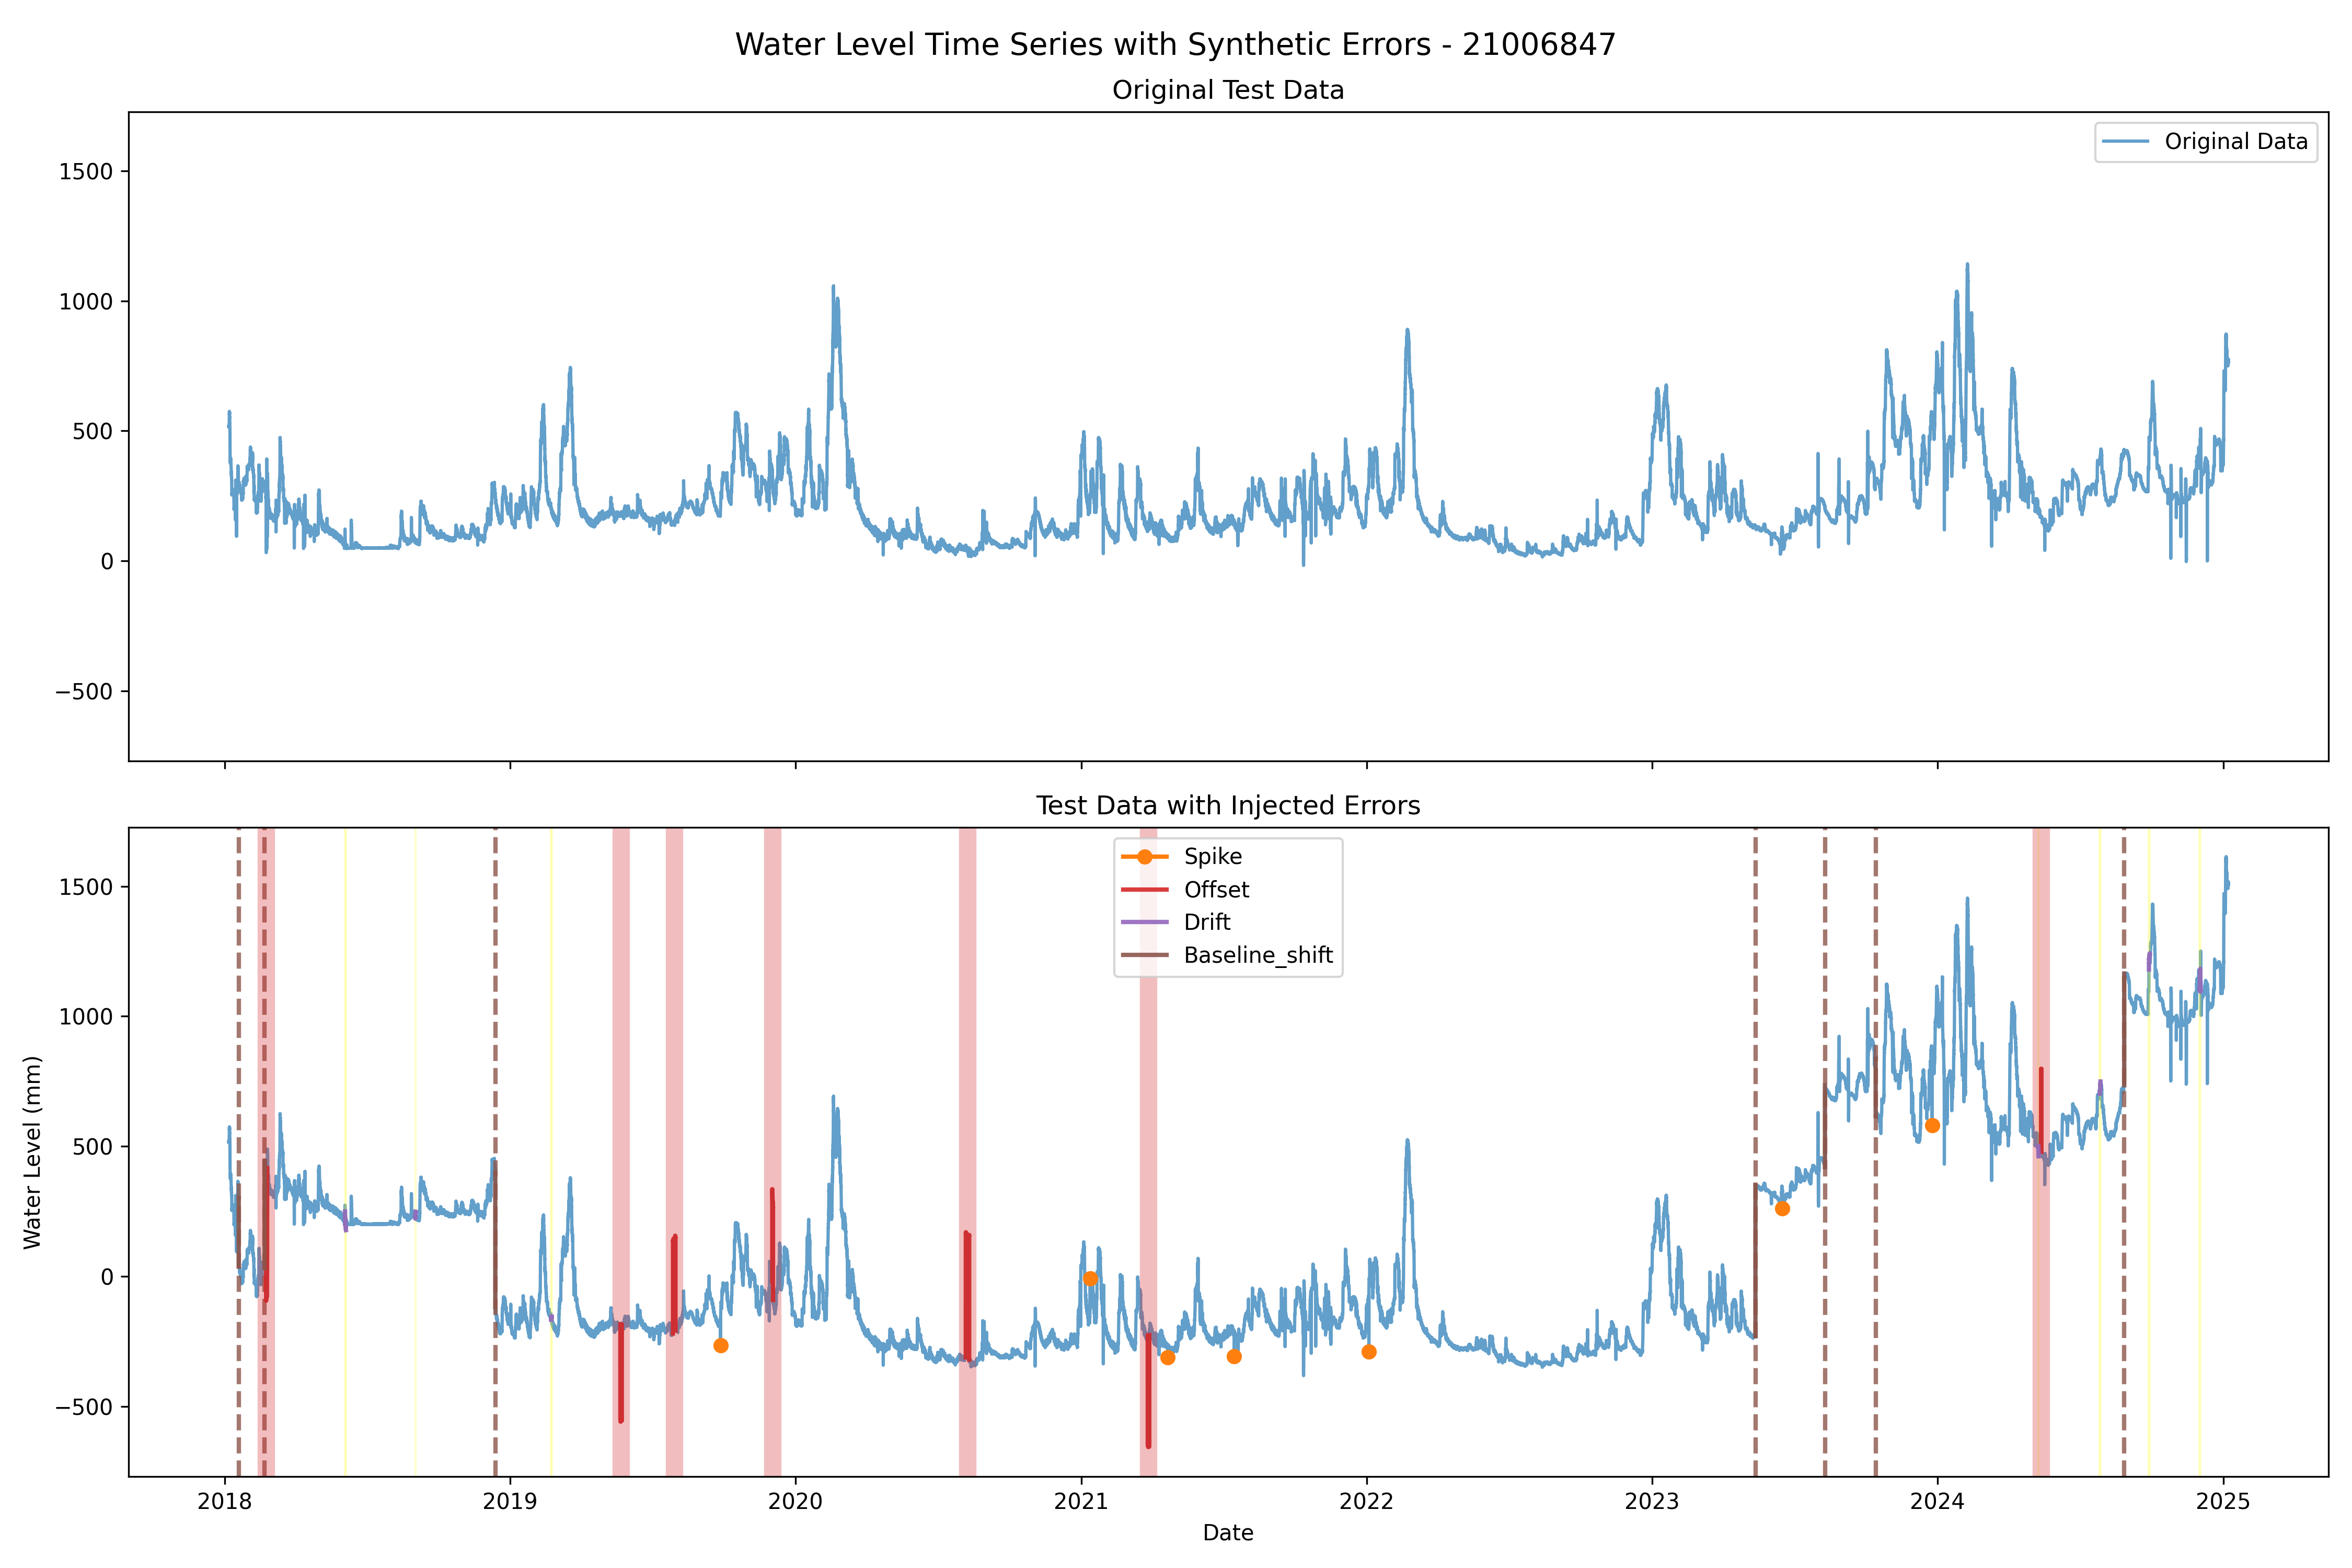 Water Level Time Series with Synthetic Errors - 21006847
Original Test Data
Original Data
1500
1000
500
0
−500
Test Data with Injected Errors
Spike
Offset
Drift
Baseline_shift
Water Level (mm)
1500
1000
500
0
−500
2018 2019 2020 2021 2022 2023 2024 2025
Date